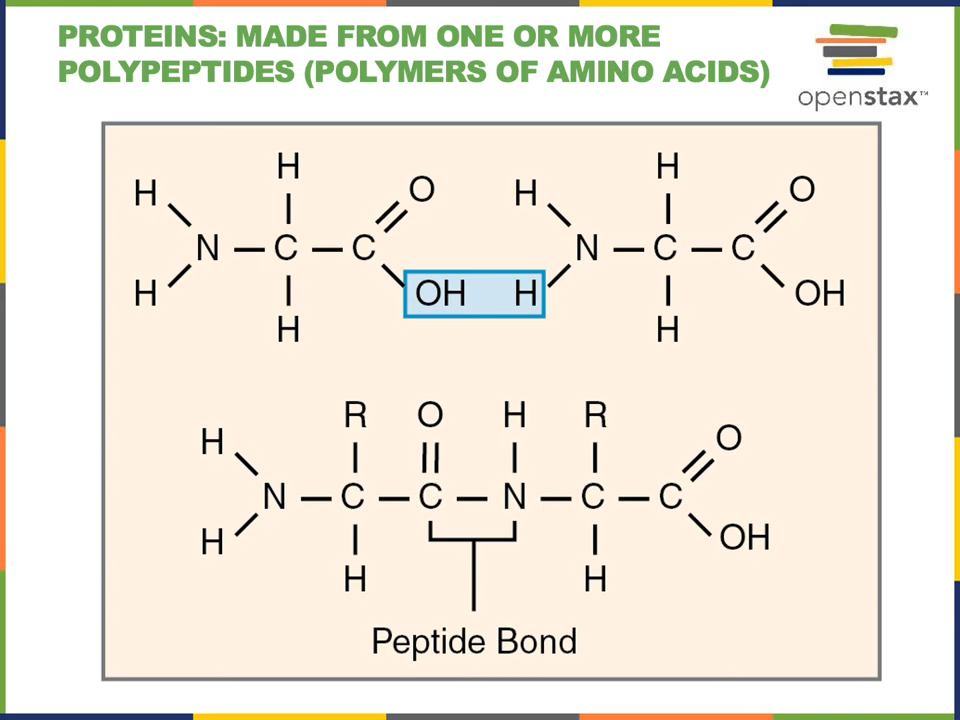 PROTEINS: MADE FROM ONE OR MORE
POLYPEPTIDES (POLYMERS OF AMINO ACIDS)
openstax™
H H O H H O
N C C N C C
H OH H OH
H H
R O H R O
H
N C C N C C
H OH
H H
Peptide Bond